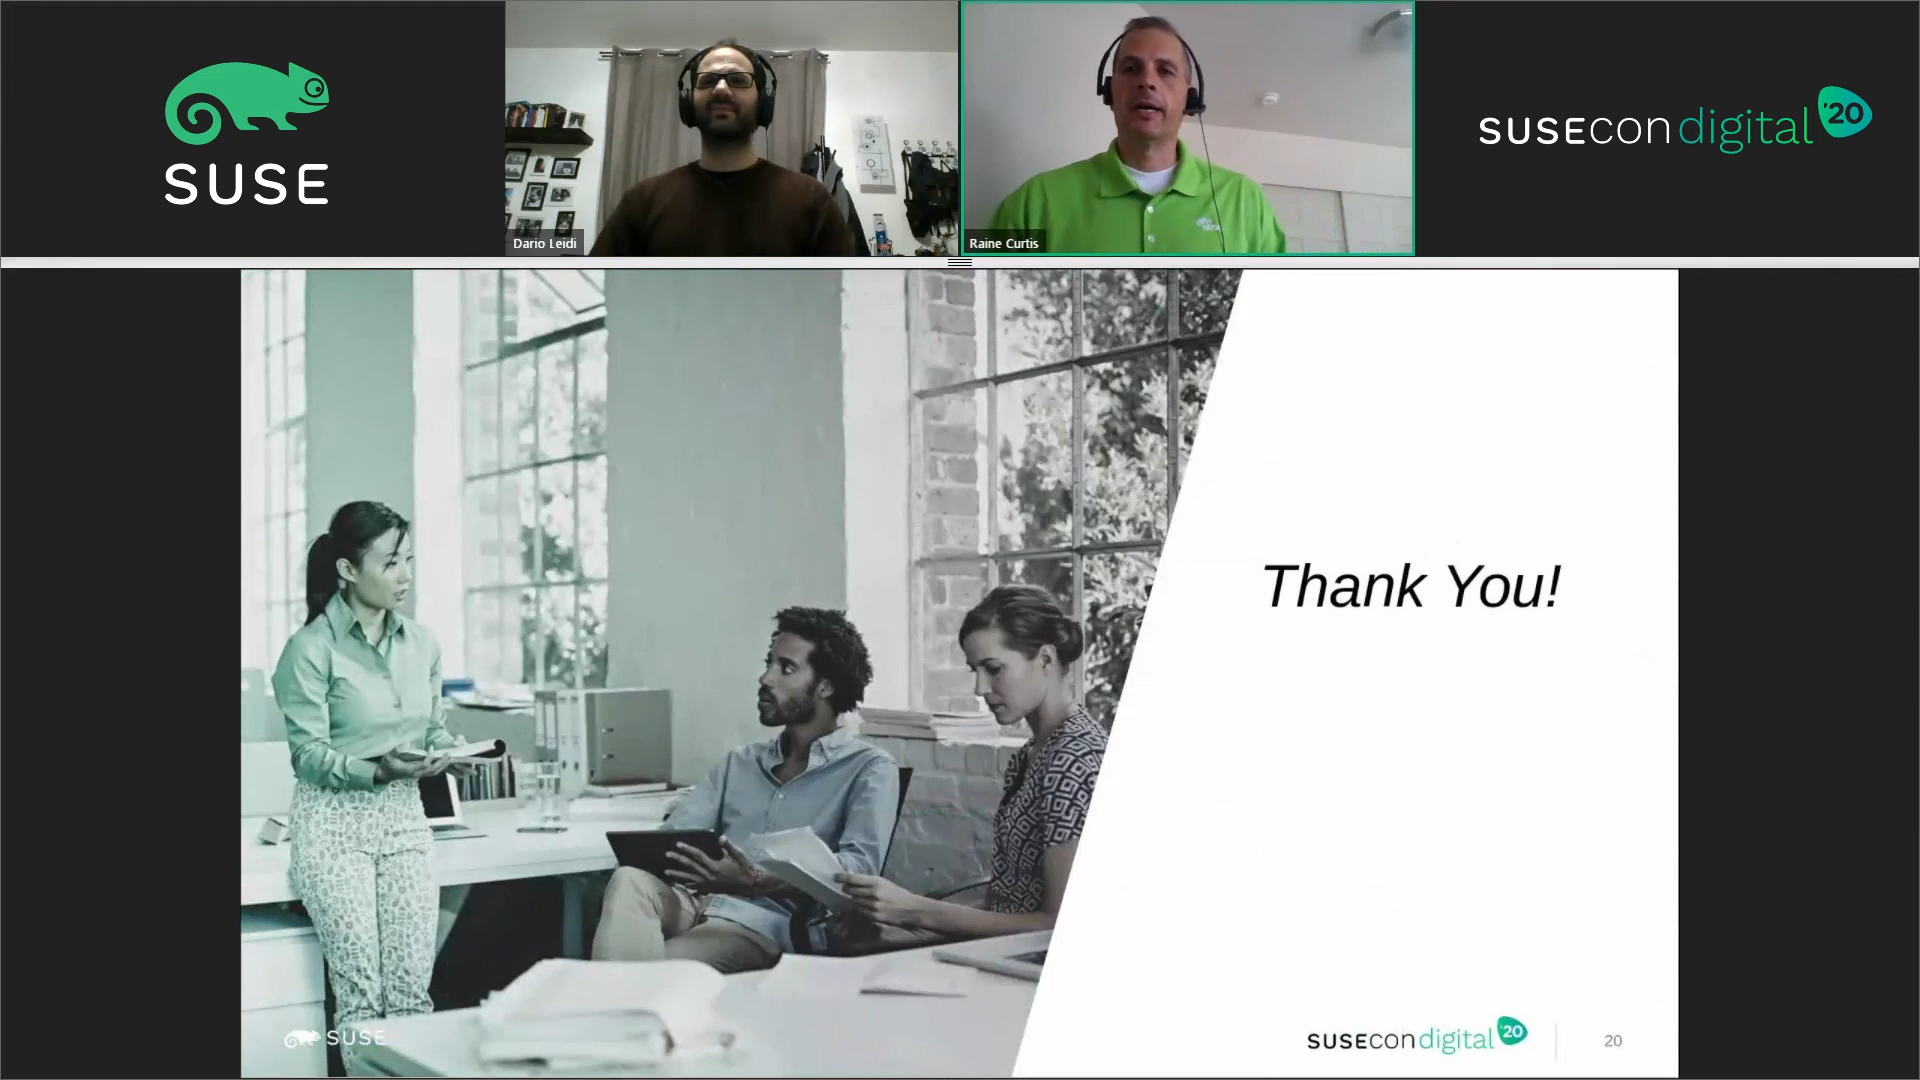 SUSE
Dario Leidi
Raine Curtis
SUSEcon digital '20
Thank You!
SUSE
SUSEcon digital '20
20